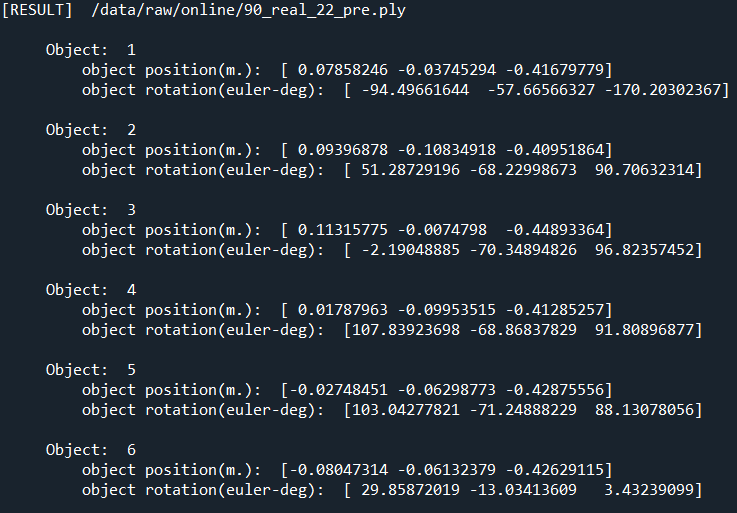 [RESULT]  /data/raw/online/90_real_22_pre.ply
Object:  1
object position(m.):  [ 0.07858246 -0.03745294 -0.41679779]
object rotation(euler-deg):  [ -94.49661644  -57.66566327 -170.20302367]
Object:  2
object position(m.):  [ 0.09396878 -0.10834918 -0.40951864]
object rotation(euler-deg):  [ 51.28729196 -68.22998673  90.70632314]
Object:  3
object position(m.):  [ 0.11315775 -0.0074798  -0.44893364]
object rotation(euler-deg):  [ -2.19048885 -70.34894826  96.82357452]
Object:  4
object position(m.):  [ 0.01787963 -0.09953515 -0.41285257]
object rotation(euler-deg):  [107.83923698 -68.86837829  91.80896877]
Object:  5
object position(m.):  [-0.02748451 -0.06298773 -0.42875556]
object rotation(euler-deg):  [103.04277821 -71.24888229  88.13078056]
Object:  6
object position(m.):  [-0.08047314 -0.06132379 -0.42629115]
object rotation(euler-deg):  [ 29.85872019 -13.03413609   3.43239099]